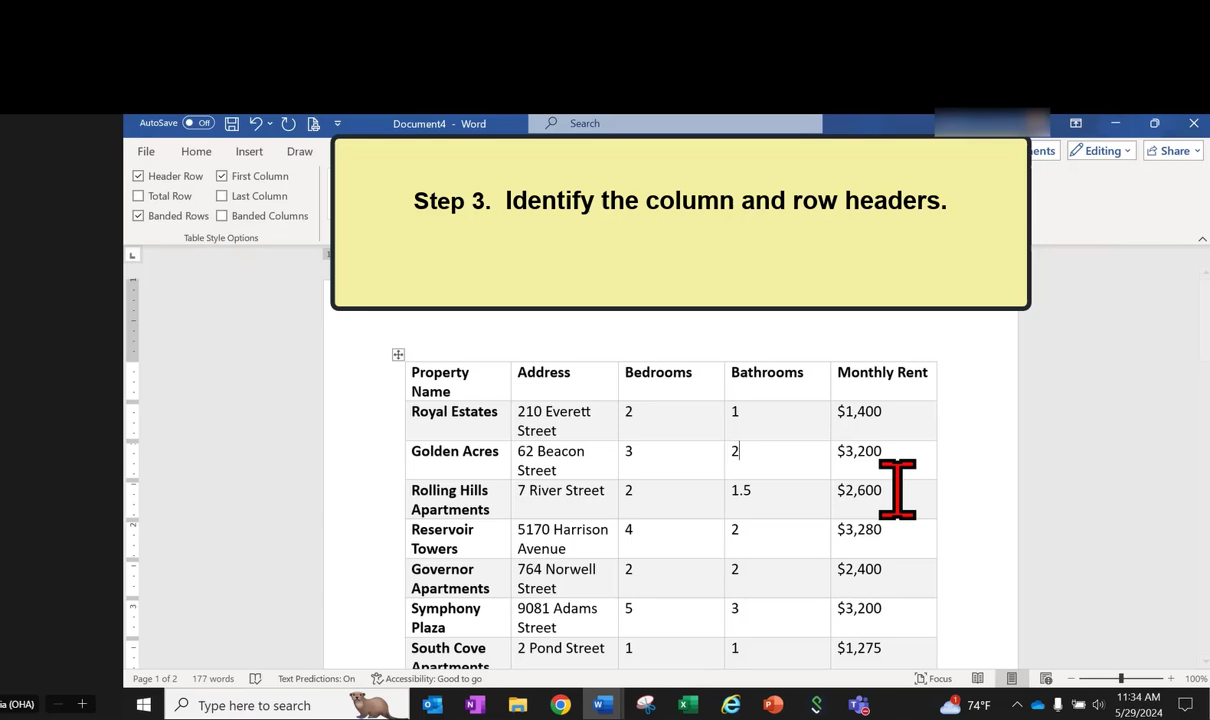 AutoSave Off
Document4 - Word
Search
File Home Insert Draw
ents Editing Share
Header Row First Column
Total Row Last Column
Banded Rows Banded Columns
Table Style Options
Step 3. Identify the column and row headers.
Property Name Address Bedrooms Bathrooms Monthly Rent
Royal Estates 210 Everett Street 2 1 $1,400
Golden Acres 62 Beacon Street 3 2 $3,200
Rolling Hills Apartments 7 River Street 2 1.5 $2,600
Reservoir Towers 5170 Harrison Avenue 4 2 $3,280
Governor Apartments 764 Norwell Street 2 2 $2,400
Symphony Plaza 9081 Adams Street 5 3 $3,200
South Cove Apartments 2 Pond Street 1 1 $1,275
Page 1 of 2 177 words Text Predictions: On Accessibility: Good to go Focus 100%
ia (OHA) Type here to search 74°F 11:34 AM
5/29/2024